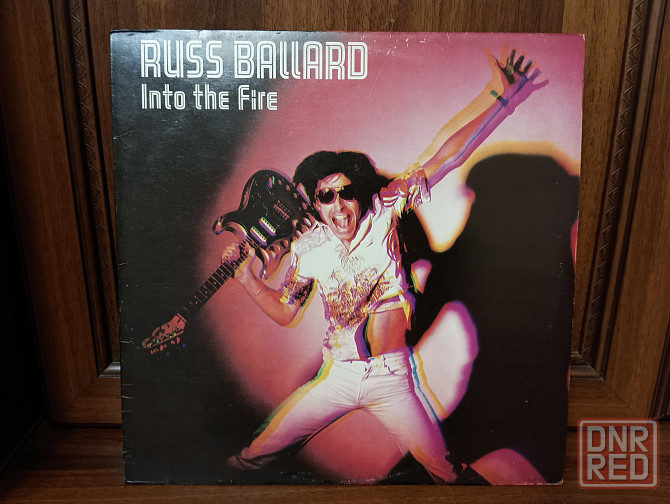 RUSS BALLARD
Into the Fire
DNR
RED